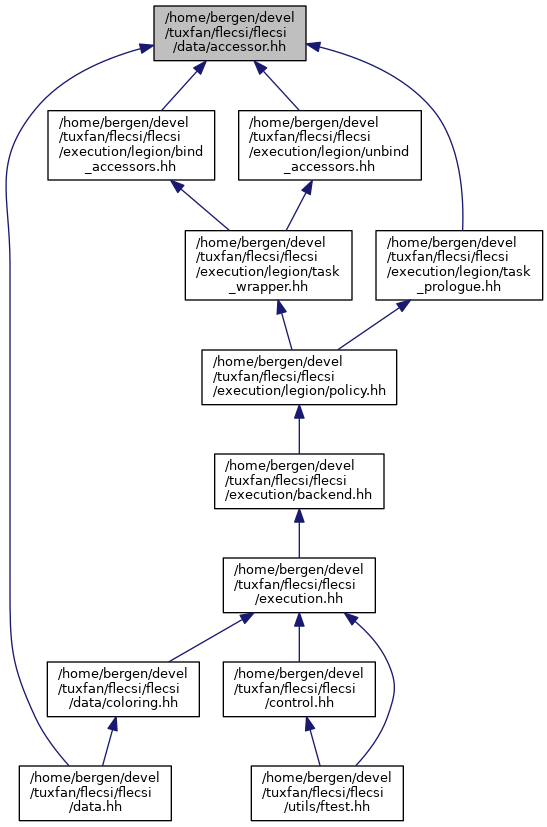 /home/bergen/devel
/tuxfan/flecsi/flecsi
/data/accessor.hh
/home/bergen/devel
/tuxfan/flecsi/flecsi
/execution/legion/bind
_accessors.hh
/home/bergen/devel
/tuxfan/flecsi/flecsi
/execution/legion/unbind
_accessors.hh
/home/bergen/devel
/tuxfan/flecsi/flecsi
/execution/legion/task
_wrapper.hh
/home/bergen/devel
/tuxfan/flecsi/flecsi
/execution/legion/task
_prologue.hh
/home/bergen/devel
/tuxfan/flecsi/flecsi
/execution/legion/policy.hh
/home/bergen/devel
/tuxfan/flecsi/flecsi
/execution/backend.hh
/home/bergen/devel
/tuxfan/flecsi/flecsi
/execution.hh
/home/bergen/devel
/tuxfan/flecsi/flecsi
/data/coloring.hh
/home/bergen/devel
/tuxfan/flecsi/flecsi
/control.hh
/home/bergen/devel
/tuxfan/flecsi/flecsi
/data.hh
/home/bergen/devel
/tuxfan/flecsi/flecsi
/utils/ftest.hh